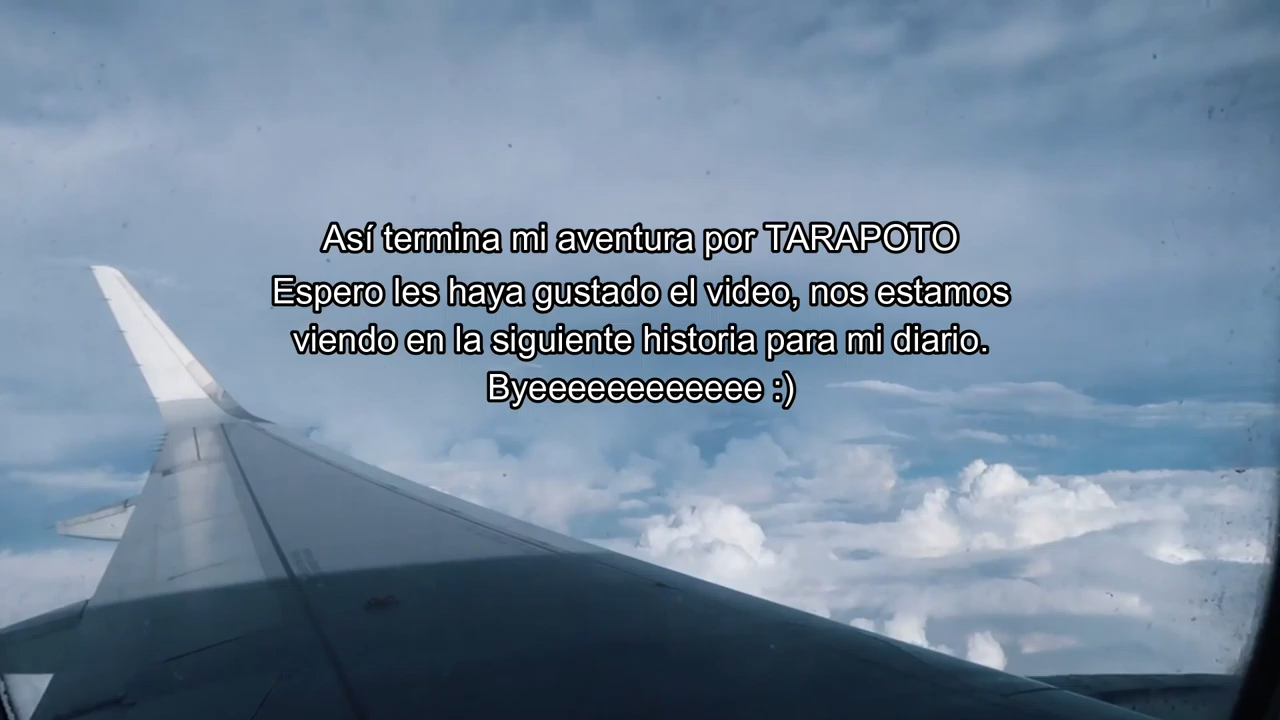 Así termina mi aventura por TARAPOTO
Espero les haya gustado el video, nos estamos
viendo en la siguiente historia para mi diario.
Byeeeeeeeeeeee :)